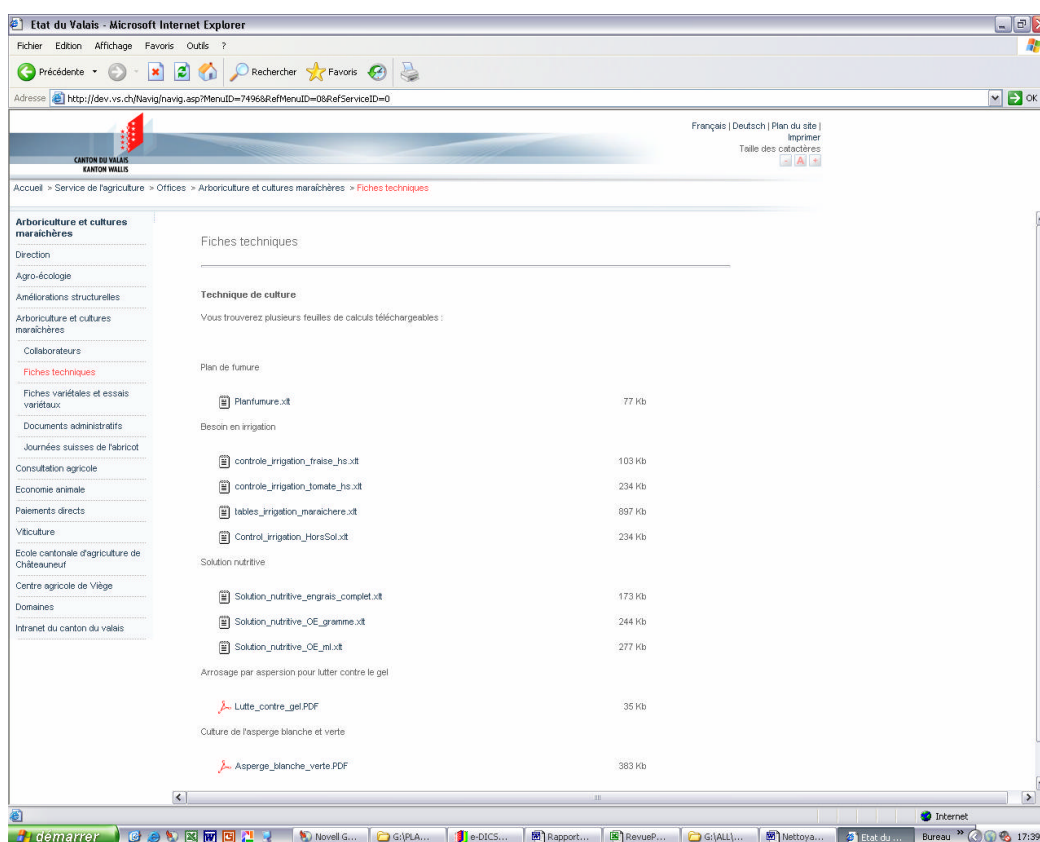 Etat du Valais - Microsoft Internet Explorer
Fichier Edition Affichage Favoris Outils ?
Précédente Rechercher Favoris
Adresse http://dev.vs.ch/Navig/navig.asp?MenuID=7496&RefMenuID=0&RefServiceID=0 OK
Français | Deutsch | Plan du site |
Imprimer
Taille des catactères
- A +
CANTON DU VALAIS
KANTON WALLIS
Accueil > Service de l'agriculture > Offices > Arboriculture et cultures maraîchères > Fiches techniques
Arboriculture et cultures
maraîchères
Direction
Agro-écologie
Améliorations structurelles
Arboriculture et cultures
maraîchères
Collaborateurs
Fiches techniques
Fiches variétales et essais
variétaux
Documents administratifs
Journées suisses de l'abricot
Consultation agricole
Economie animale
Paiements directs
Viticulture
Ecole cantonale d'agriculture de
Châteauneuf
Centre agricole de Viège
Domaines
Intranet du canton du valais
Fiches techniques
Technique de culture
Vous trouverez plusieurs feuilles de calculs téléchargeables :
Plan de fumure
Planfumure.xlt 77 Kb
Besoin en irrigation
controle_irrigation_fraise_hs.xlt 103 Kb
controle_irrigation_tomate_hs.xlt 234 Kb
tables_irrigation_maraichere.xlt 897 Kb
Control_irrigation_HorsSol.xlt 234 Kb
Solution nutritive
Solution_nutritive_engrais_complet.xlt 173 Kb
Solution_nutritive_OE_gramme.xlt 244 Kb
Solution_nutritive_OE_ml.xlt 277 Kb
Arrosage par aspersion pour lutter contre le gel
Lutte_contre_gel.PDF 35 Kb
Culture de l'asperge blanche et verte
Asperge_blanche_verte.PDF 383 Kb
Internet
démarrer Novell G... G:\PLA... e-DICS... Rapport... RevueP... G:\ALL\... Nettoya... Etat du ... Bureau » 17:39